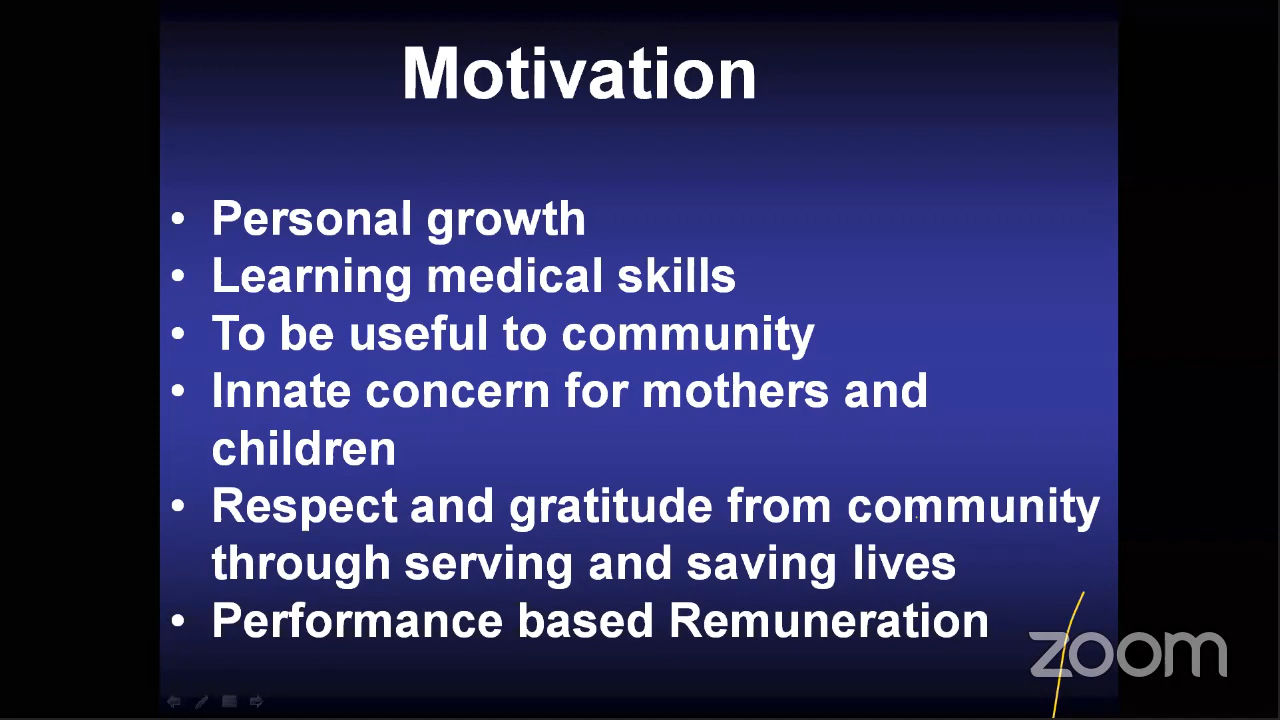 Motivation
• Personal growth
• Learning medical skills
• To be useful to community
• Innate concern for mothers and
children
• Respect and gratitude from community
through serving and saving lives
• Performance based Remuneration
zoom